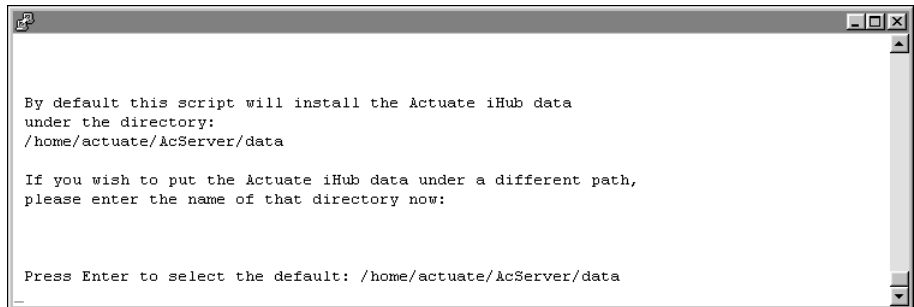 By default this script will install the Actuate iHub data
under the directory:
/home/actuate/AcServer/data
If you wish to put the Actuate iHub data under a different path,
please enter the name of that directory now:
Press Enter to select the default: /home/actuate/AcServer/data